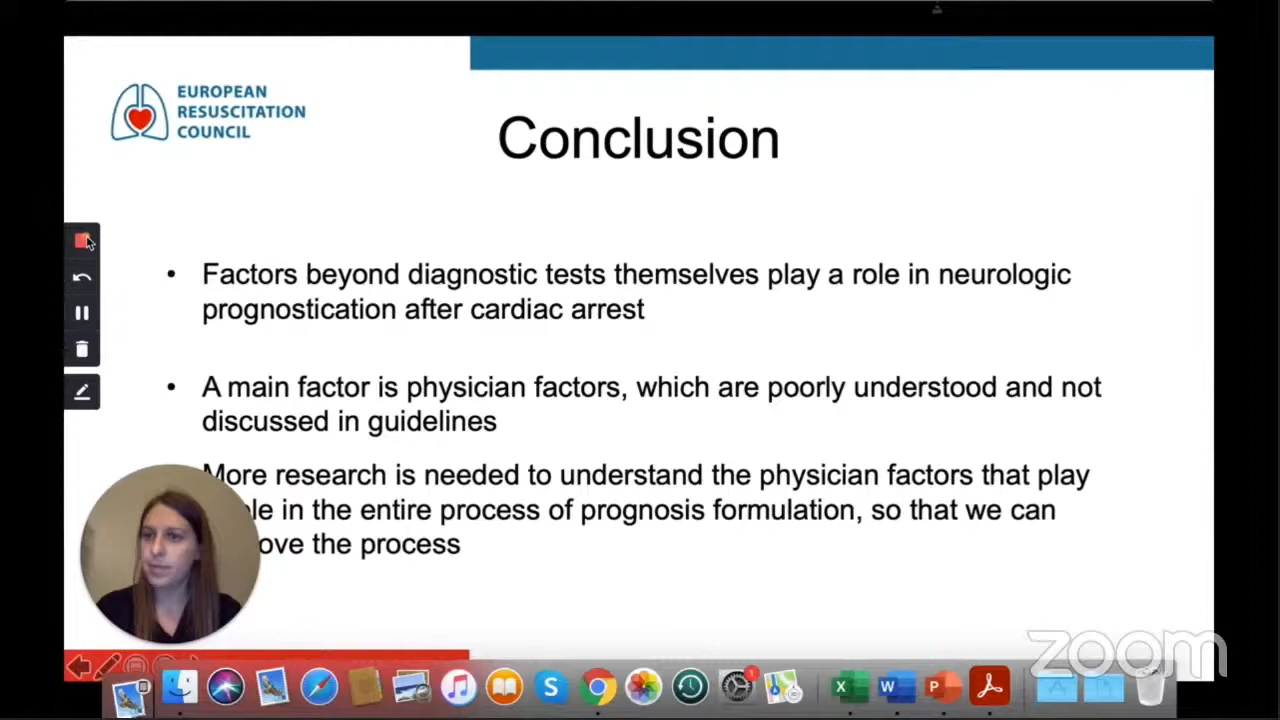 EUROPEAN
RESUSCITATION
COUNCIL
Conclusion
• Factors beyond diagnostic tests themselves play a role in neurologic
prognostication after cardiac arrest
• A main factor is physician factors, which are poorly understood and not
discussed in guidelines
More research is needed to understand the physician factors that play
in the entire process of prognosis formulation, so that we can
the process
zoom